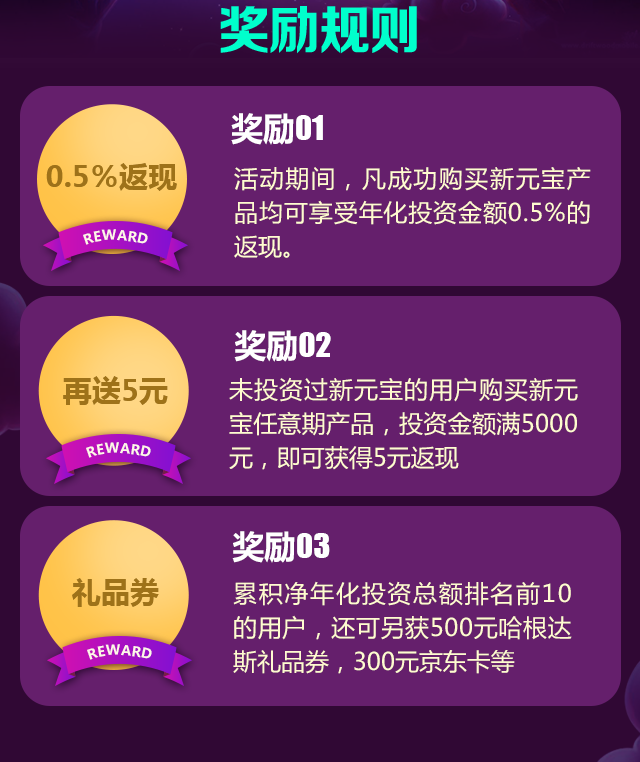 奖励规则
0.5%返现
REWARD
奖励01
活动期间，凡成功购买新元宝产
品均可享受年化投资金额0.5%的
返现。
再送5元
REWARD
奖励02
未投资过新元宝的用户购买新元
宝任意期产品，投资金额满5000
元，即可获得5元返现
礼品券
REWARD
奖励03
累积净年化投资总额排名前10
的用户，还可另获500元哈根达
斯礼品券，300元京东卡等